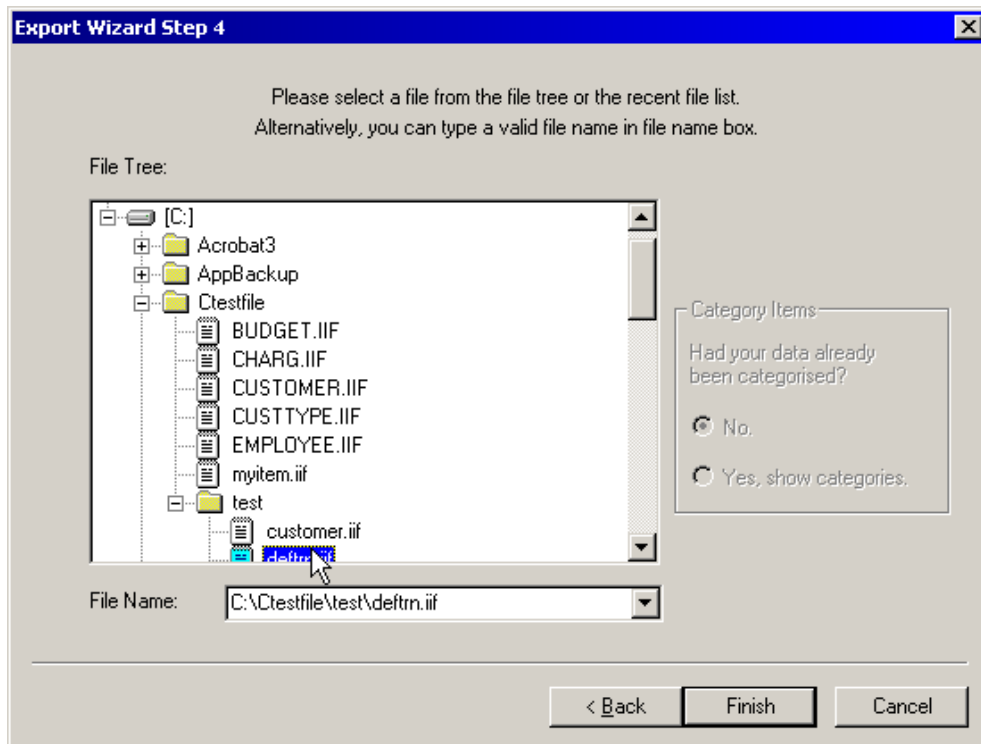 Export Wizard Step 4
Please select a file from the file tree or the recent file list.
Alternatively, you can type a valid file name in file name box.
File Tree:
[C:]
Acrobat3
AppBackup
Ctestfile
BUDGET.IIF
CHARG.IIF
CUSTOMER.IIF
CUSTTYPE.IIF
EMPLOYEE.IIF
myitem.iif
test
customer.iif
deftrn.iif
Category Items
Had your data already
been categorised?
No.
Yes, show categories.
File Name:
C:\Ctestfile\test\deftrn.iif
< Back
Finish
Cancel